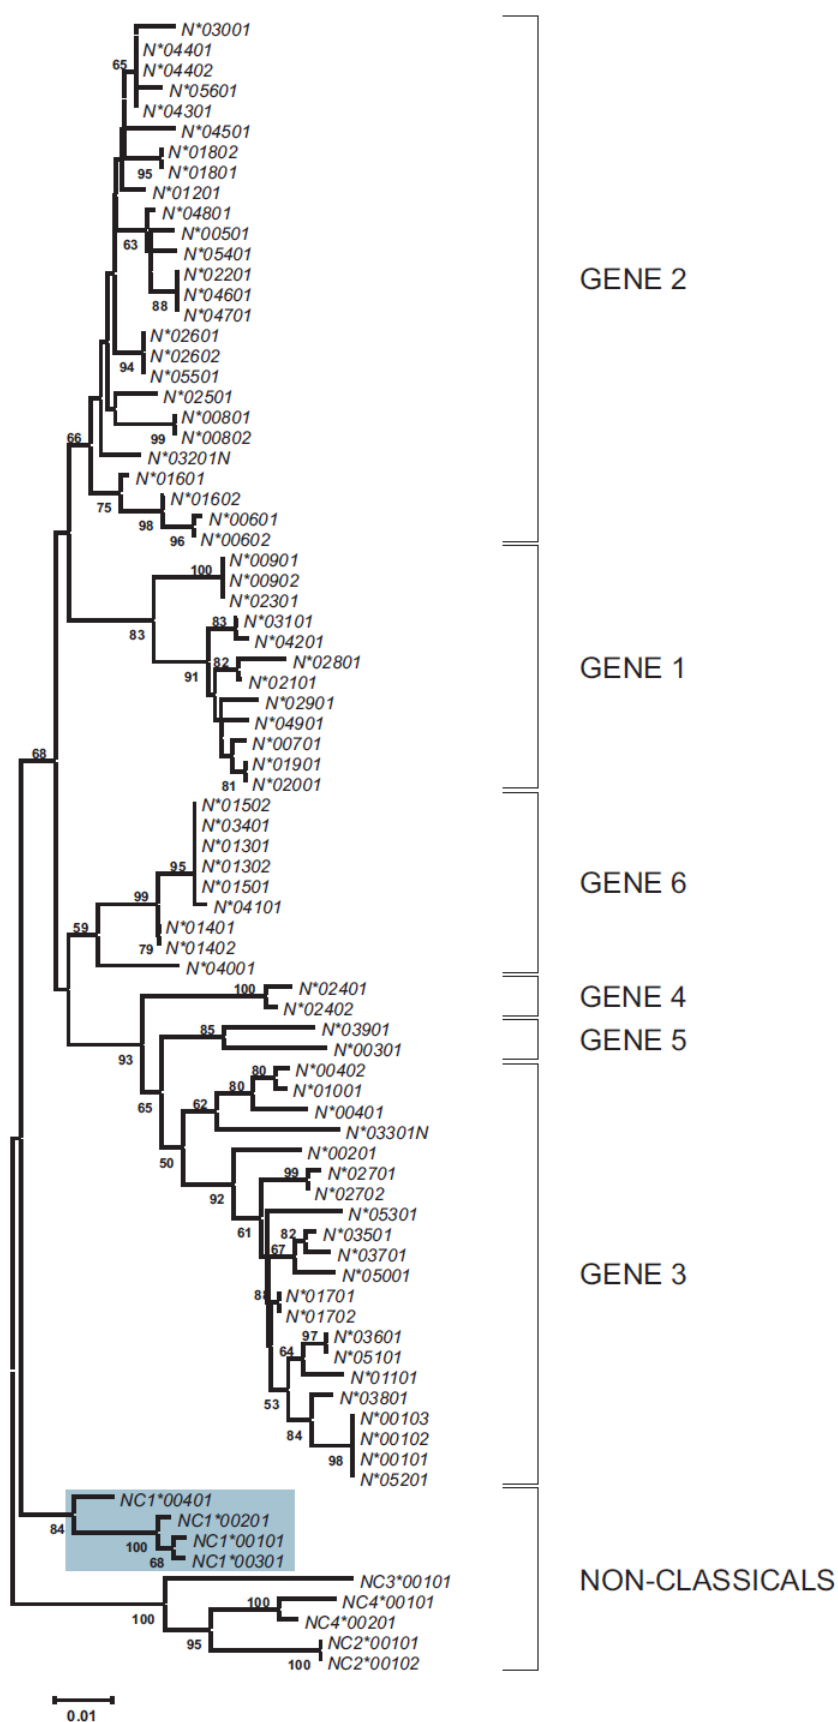 N*03001
N*04401
65
N*04402
N*05601
N*04301
N*04501
N*01802
95
N*01801
N*01201
N*04801
N*00501
63
N*05401
N*02201
GENE 2
N*04601
88
N*04701
N*02601
N*02602
94
N*05501
N*02501
N*00801
66
99
N*00802
N*03201N
N*01601
N*01602
75
N*00601
98
96
N*00602
N*00901
100
N*00902
N*02301
N*03101
83
83
N*04201
82
N*02801
GENE 1
91
N*02101
N*02901
N*04901
N*00701
68
N*01901
81
N*02001
N*01502
N*03401
N*01301
95
N*01302
N*01501
GENE 6
99
N*04101
59
N*01401
79
N*01402
N*04001
100
N*02401
GENE 4
N*02402
85
N*03901
GENE 5
93
N*00301
80
N*00402
80
N*01001
65
62
N*00401
N*03301N
50
N*00201
99
N*02701
92
N*02702
N*05301
61
82
N*03501
67
N*03701
N*05001
GENE 3
88
N*01701
N*01702
97
N*03601
64
N*05101
N*01101
53
N*03801
N*00103
84
N*00102
98
N*00101
N*05201
NC1*00401
84
NC1*00201
100
NC1*00101
68
NC1*00301
NC3*00101
NON-CLASSICALS
100
NC4*00101
100
NC4*00201
95
NC2*00101
100
NC2*00102
0.01